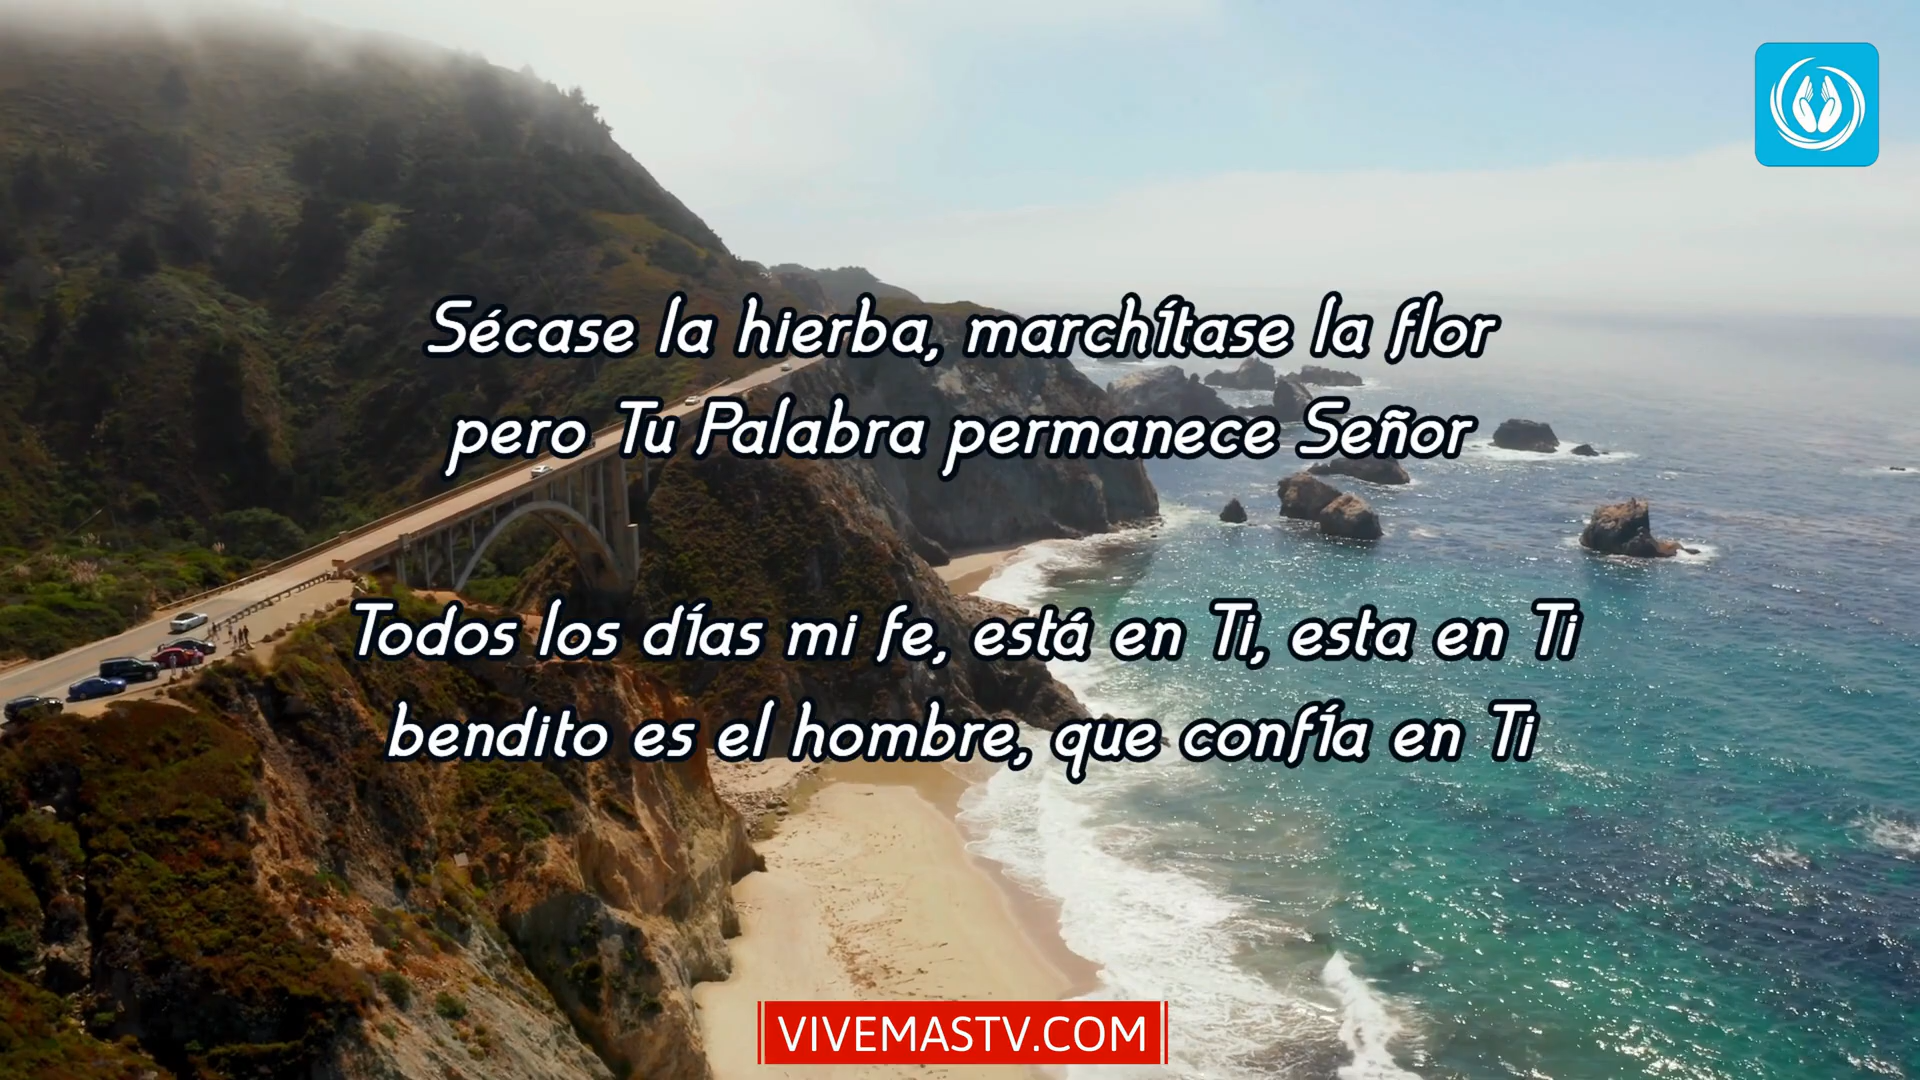 Sécase la hierba, marchítase la flor
pero Tu Palabra permanece Señor
Todos los días mi fe, está en Ti, esta en Ti
bendito es el hombre, que confía en Ti
VIVEMASTV.COM